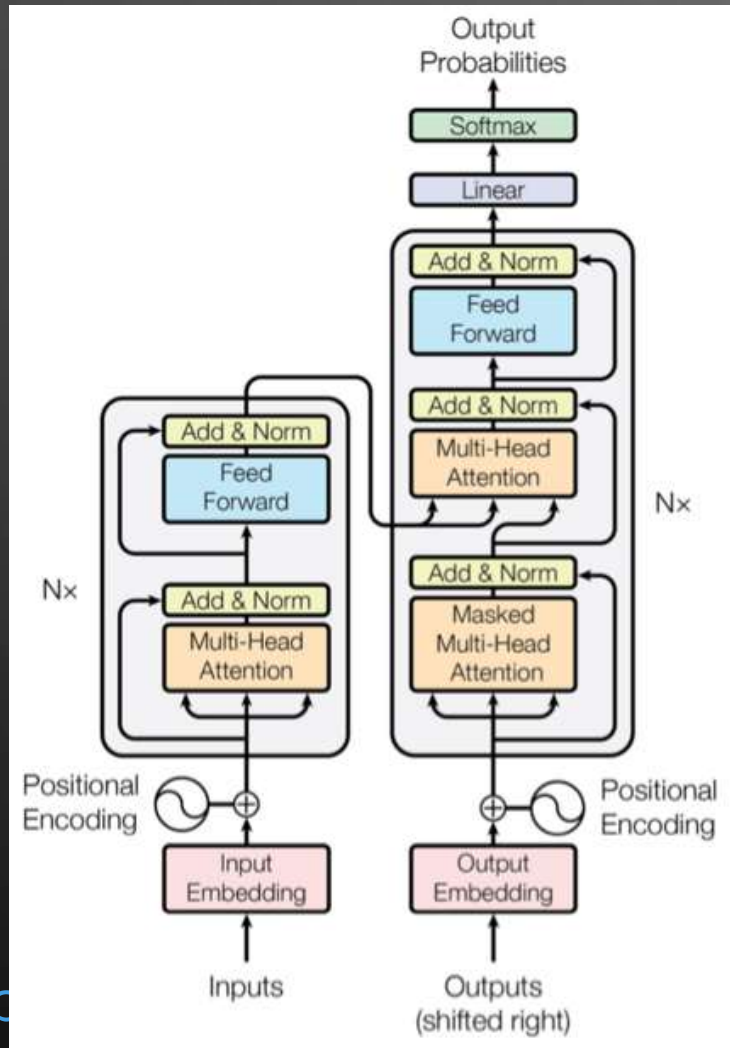 Output
Probabilities
Softmax
Linear
Add & Norm
Feed
Forward
Add & Norm
Multi-Head
Attention
Add & Norm
Masked
Multi-Head
Attention
Nx
Add & Norm
Feed
Forward
Add & Norm
Multi-Head
Attention
Nx
Positional
Encoding
Positional
Encoding
Input
Embedding
Output
Embedding
Inputs
Outputs
(shifted right)